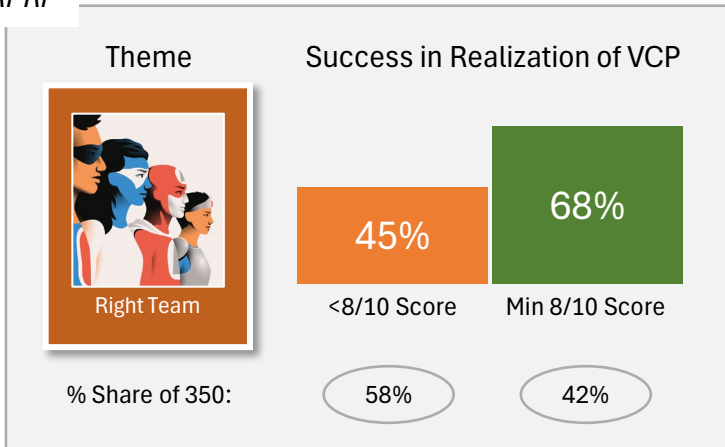 Theme
Success in Realization of VCP
45%
68%
Right Team
<8/10 Score
Min 8/10 Score
% Share of 350:
58%
42%